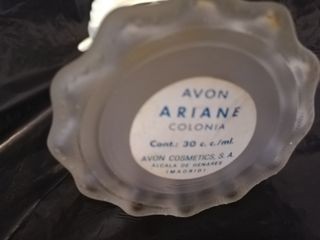 AVON
ARIANE
COLONIA
Cont.: 30 c. c./ml.
AVON COSMETICS, S.A.
ALCALA DE HENARES
(MADRID)